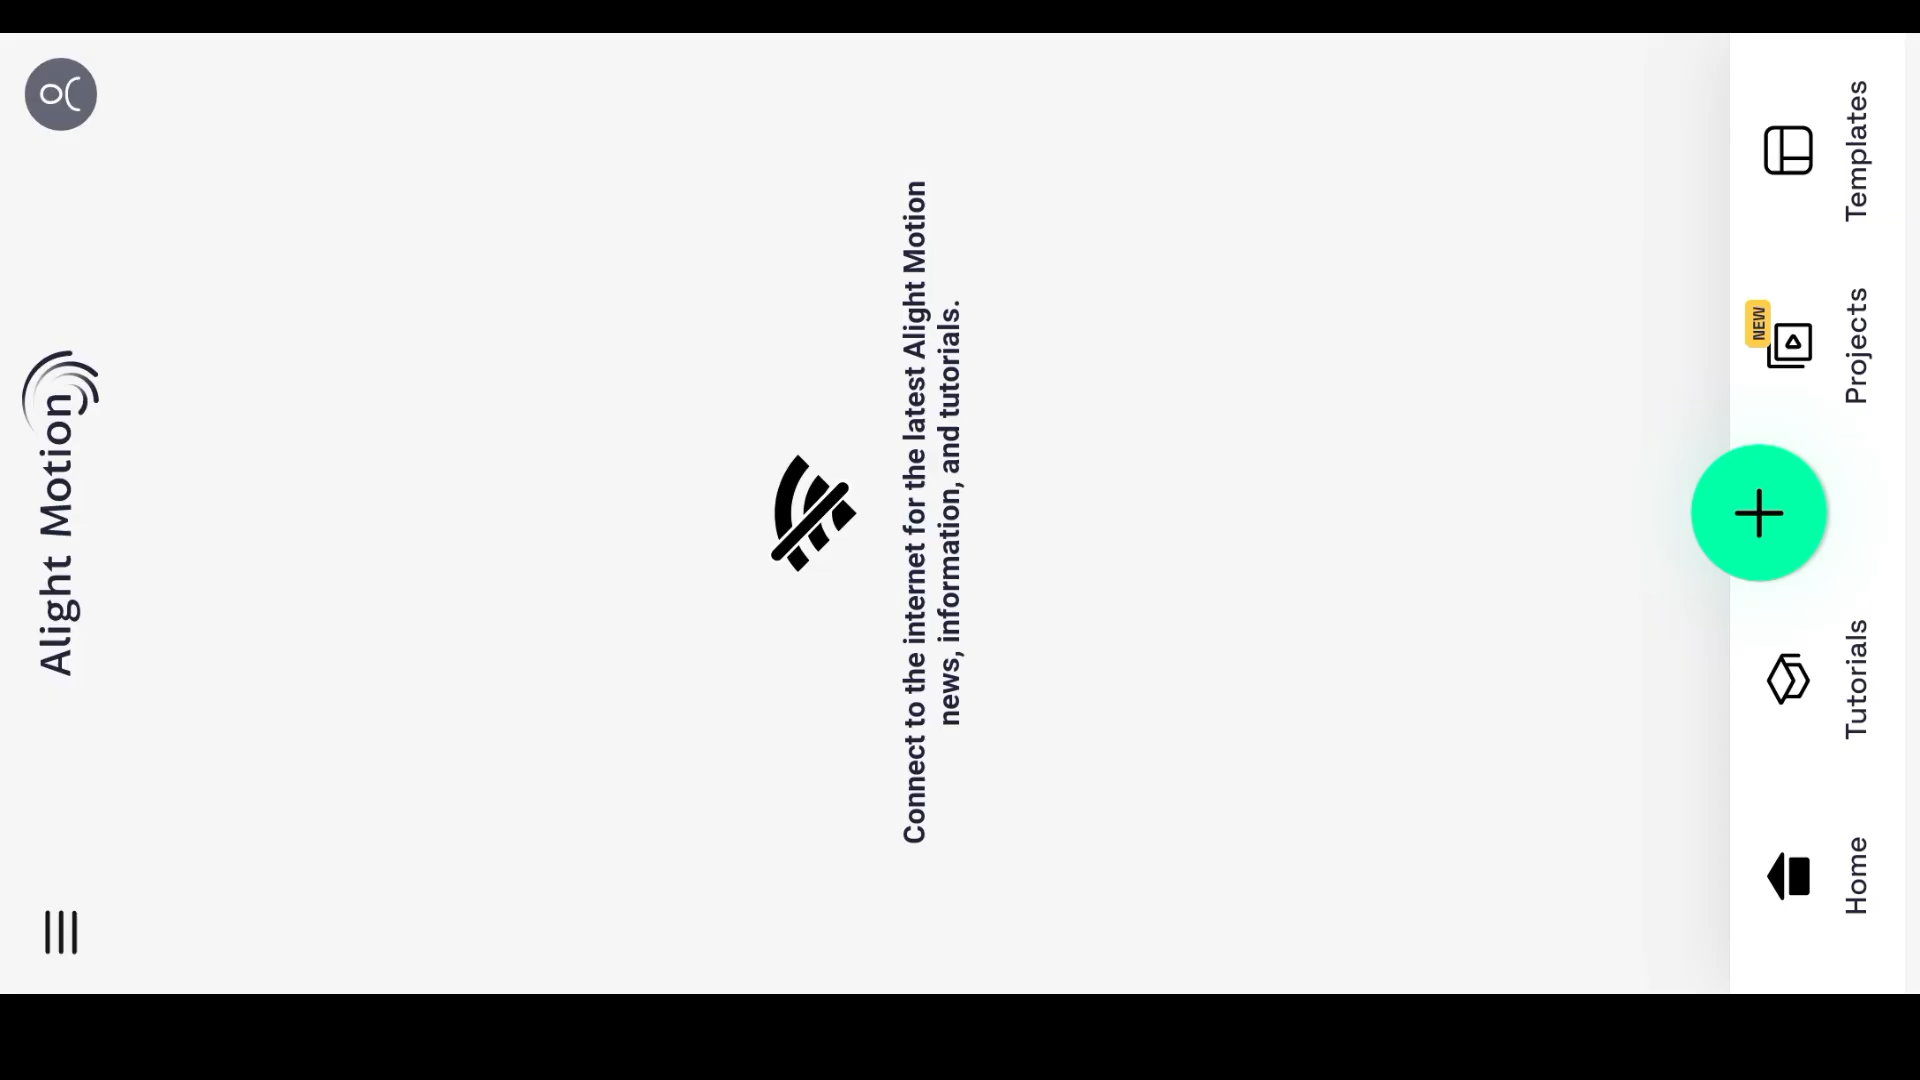 Alight Motion
Connect to the internet for the latest Alight Motion
news, information, and tutorials.
NEW
Home
Tutorials
Projects
Templates